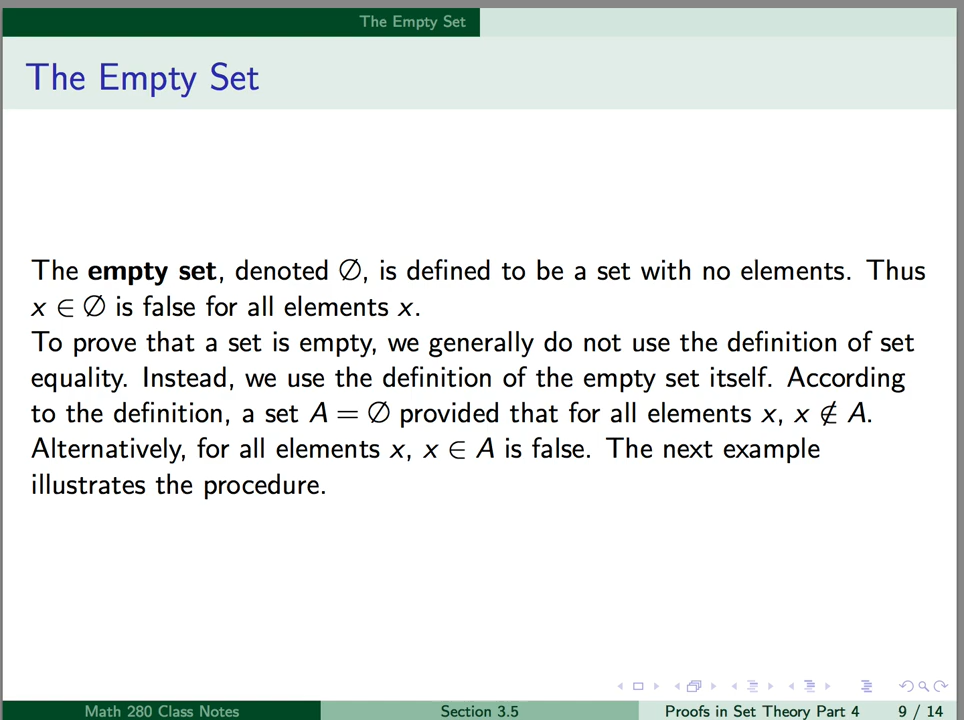 The Empty Set
The Empty Set
The empty set, denoted ∅, is defined to be a set with no elements. Thus
x ∈ ∅ is false for all elements x.
To prove that a set is empty, we generally do not use the definition of set
equality. Instead, we use the definition of the empty set itself. According
to the definition, a set A = ∅ provided that for all elements x, x ∉ A.
Alternatively, for all elements x, x ∈ A is false. The next example
illustrates the procedure.
Math 280 Class Notes
Section 3.5
Proofs in Set Theory Part 4
9 / 14